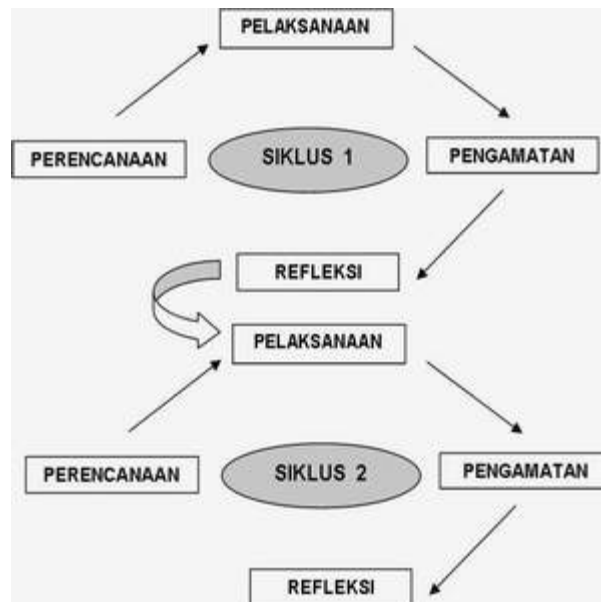 PELAKSANAAN
PERENCANAAN
SIKLUS 1
PENGAMATAN
REFLEKSI
PELAKSANAAN
PERENCANAAN
SIKLUS 2
PENGAMATAN
REFLEKSI